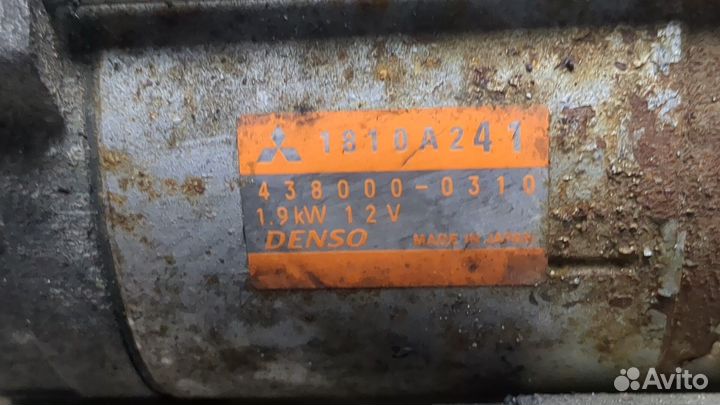 1810A241
438000-0310
1.9kW 12V
DENSO MADE IN JAPAN
Avito